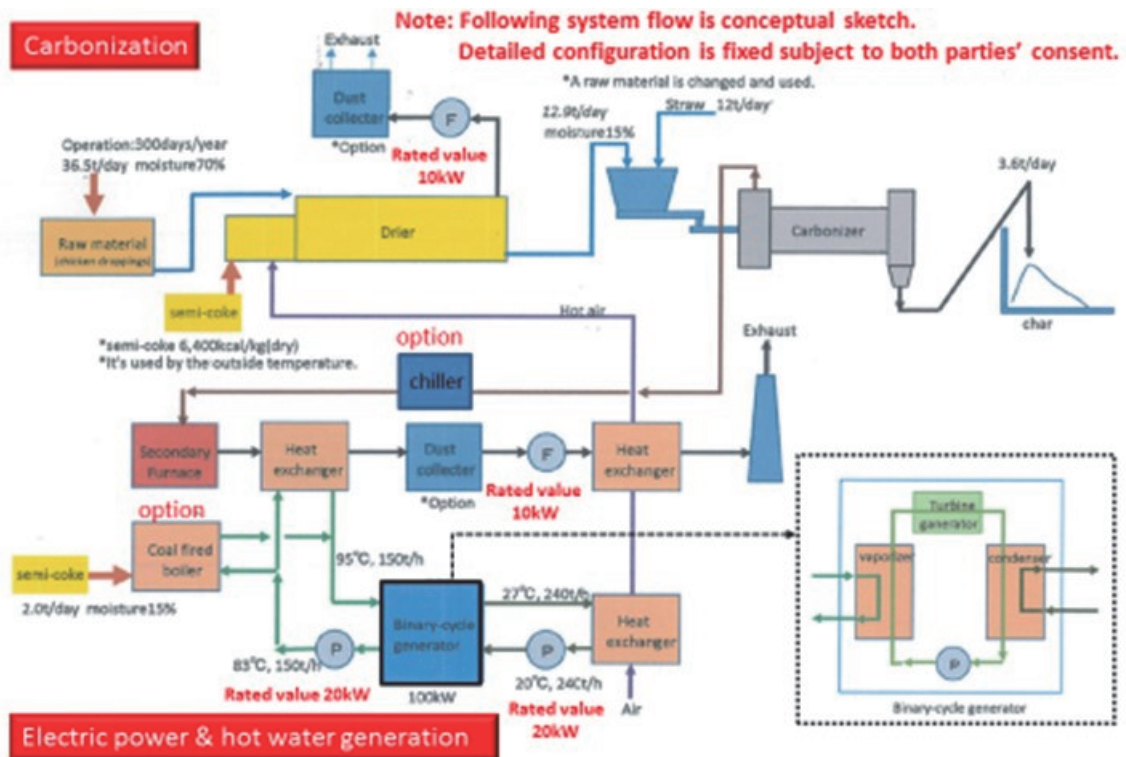 Note: Following system flow is conceptual sketch.
Detailed configuration is fixed subject to both parties’ consent.
Carbonization
Exhaust
Dust
collecter
*Option
F
Rated value
10kW
*A raw material is changed and used.
12.9t/day
moisture15%
Straw 12t/day
Operation:300days/year
36.5t/day moisture70%
Raw material
(chicken droppings)
Drier
Carbonizer
3.6t/day
char
semi-coke
*semi-coke 6,400kcal/kg(dry)
*It's used by the outside temperature.
Hot air
option
chiller
Exhaust
Secondary
Furnace
Heat
exchanger
Dust
collecter
*Option
F
Rated value
10kW
Heat
exchanger
option
Coal fired
boiler
semi-coke
2.0t/day moisture15%
95°C, 150t/h
Binary-cycle
generator
100kW
27°C, 240t/h
Heat
exchanger
P
83°C, 150t/h
Rated value 20kW
P
20°C, 240t/h
Rated value
20kW
Air
Turbine
generator
vaporizer
condenser
P
Binary-cycle generator
Electric power & hot water generation